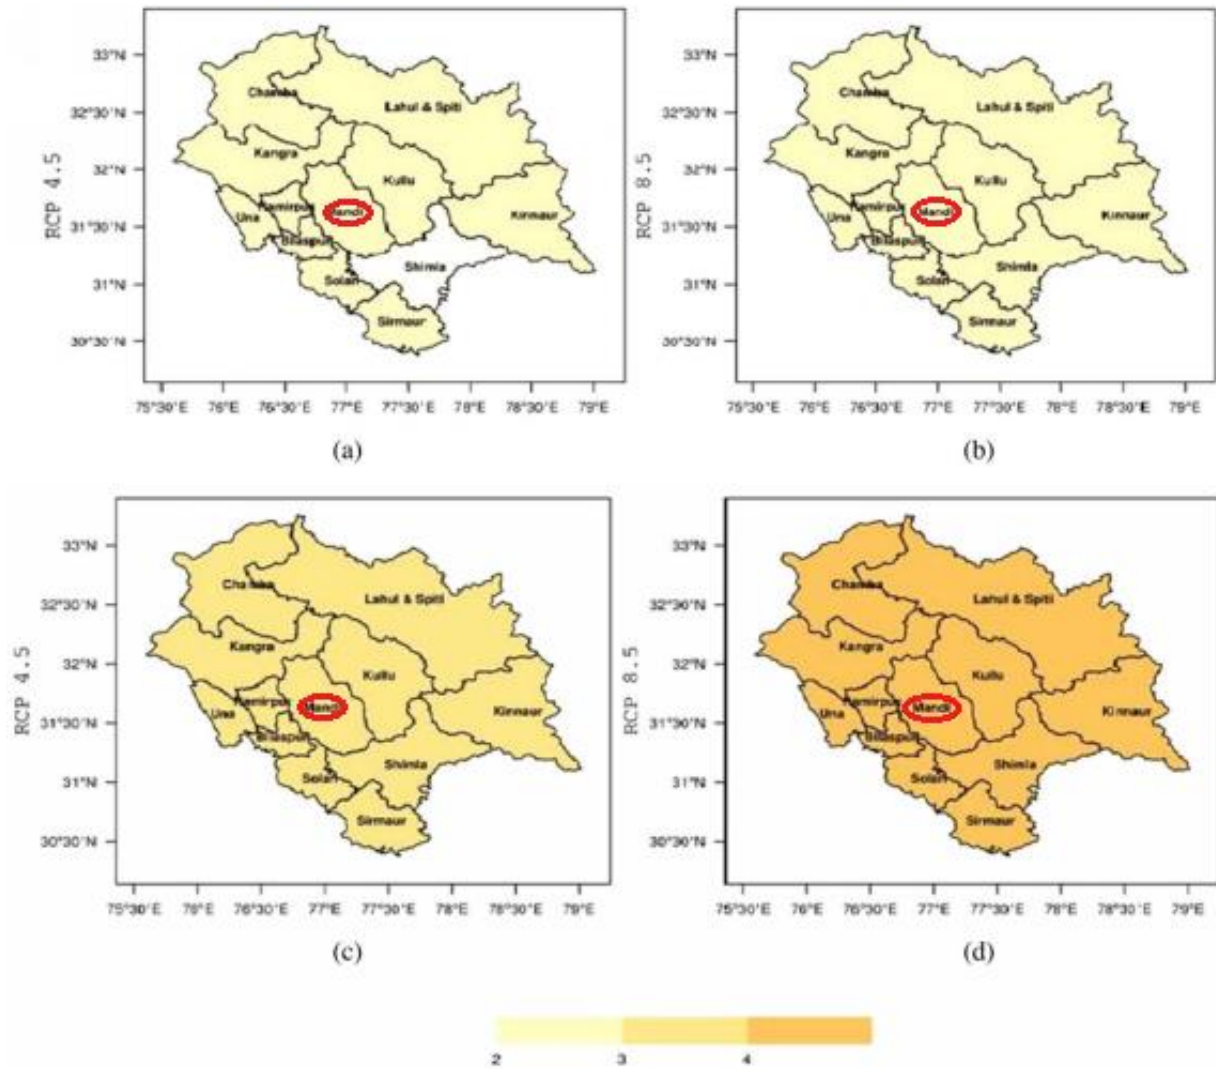 33°N
32°30'N
32°N
31°30'N
31°N
30°30'N
RCP 4.5
Chamba
Lahul & Spiti
Kangra
Kullu
Hamirpur
Mandi
Una
Kinnaur
Bilaspur
Shimla
Solan
Sirmaur
75°30'E 76°E 76°30'E 77°E 77°30'E 78°E 78°30'E 79°E
(a)
33°N
32°30'N
32°N
31°30'N
31°N
30°30'N
RCP 8.5
Chamba
Lahul & Spiti
Kangra
Kullu
Hamirpur
Mandi
Una
Kinnaur
Bilaspur
Shimla
Solan
Sirmaur
75°30'E 76°E 76°30'E 77°E 77°30'E 78°E 78°30'E 79°E
(b)
33°N
32°30'N
32°N
31°30'N
31°N
30°30'N
RCP 4.5
Chamba
Lahul & Spiti
Kangra
Kullu
Hamirpur
Mandi
Una
Kinnaur
Bilaspur
Shimla
Solan
Sirmaur
75°30'E 76°E 76°30'E 77°E 77°30'E 78°E 78°30'E 79°E
(c)
33°N
32°30'N
32°N
31°30'N
31°N
30°30'N
RCP 8.5
Chamba
Lahul & Spiti
Kangra
Kullu
Hamirpur
Mandi
Una
Kinnaur
Bilaspur
Shimla
Solan
Sirmaur
75°30'E 76°E 76°30'E 77°E 77°30'E 78°E 78°30'E 79°E
(d)
2 3 4